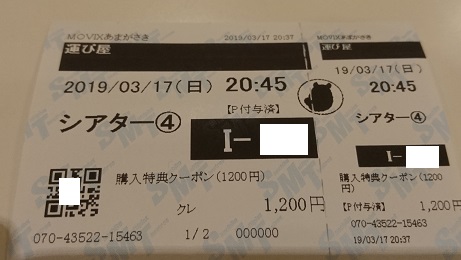 MOVIXあまがさき 2019/03/17 20:37
運び屋
2019/03/17(日) 20:45
【P付与済】
シアター④
I-
購入特典クーポン(1200円)
クレ 1,200円
070-43522-15463 1/2 000000
MOVIXあまがさき
運び屋
19/03/17(日)
20:45
シアター④
I-
購入特典クーポン
(1200円)
【P付与済】 1,200円
070-43522-15463
19/03/17 20:37